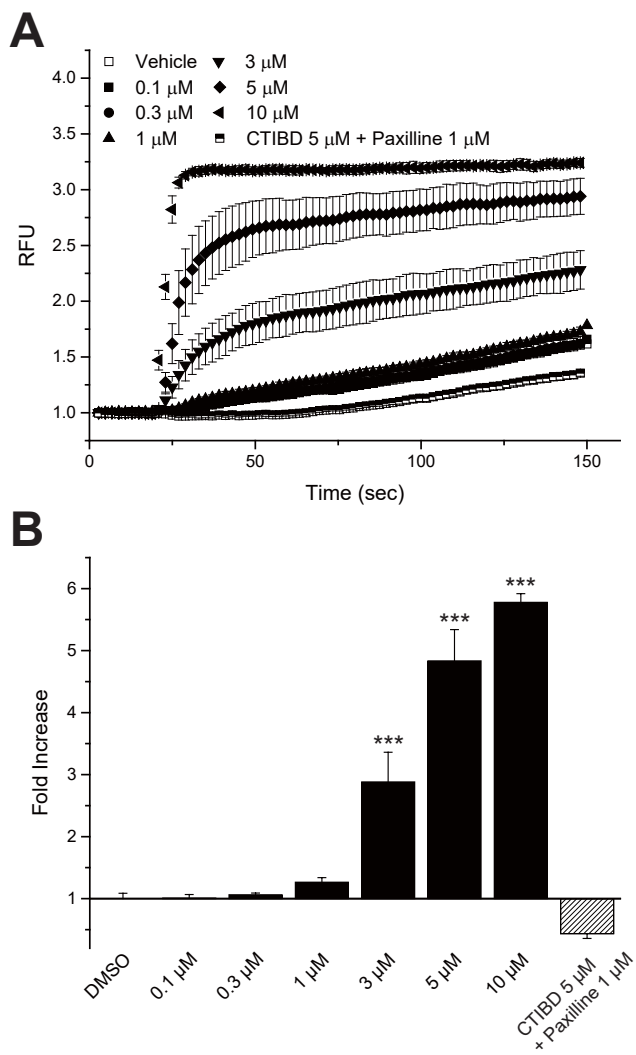 A
Vehicle 3 μM
0.1 μM 5 μM
0.3 μM 10 μM
1 μM CTIBD 5 μM + Paxilline 1 μM
4.0
3.5
3.0
2.5
2.0
1.5
1.0
RFU
0 50 100 150
Time (sec)
B
6
5
4
3
2
1
Fold Increase
*** *** ***
DMSO
0.1 μM
0.3 μM
1 μM
3 μM
5 μM
10 μM
CTIBD 5 μM
+ Paxilline 1 μM